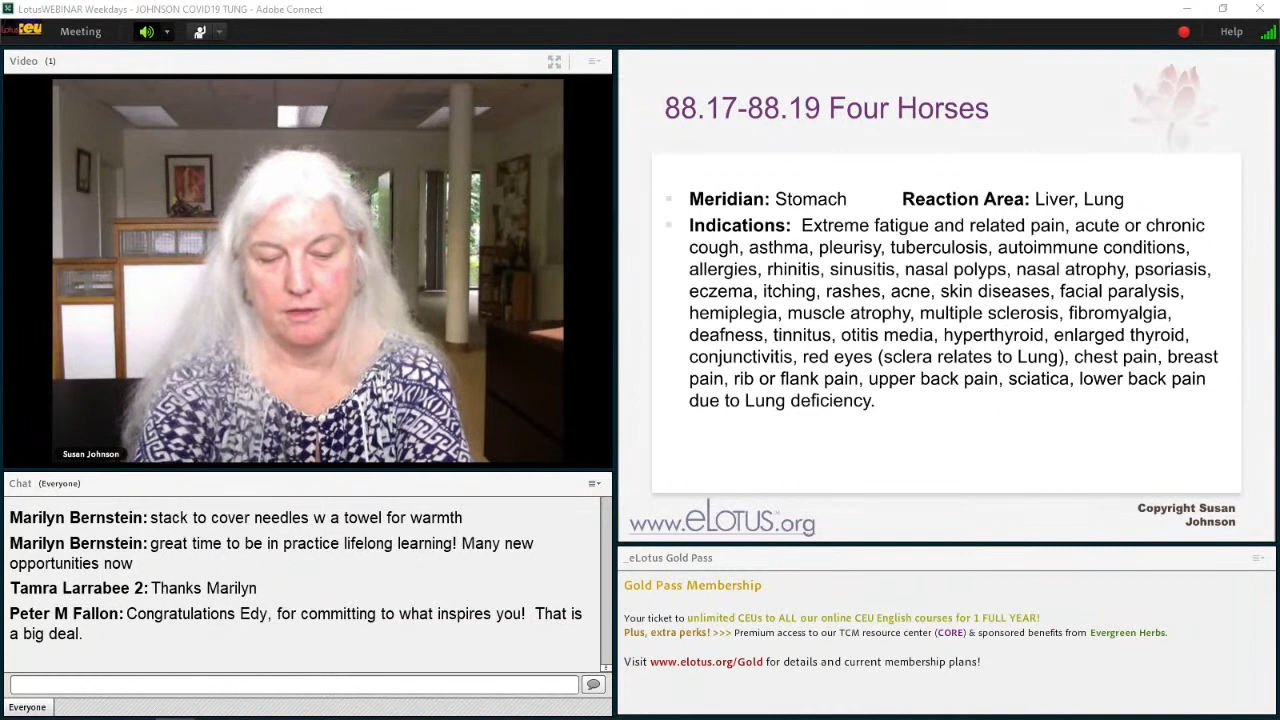 LotusWEBINAR Weekdays - JOHNSON COVID19 TUNG - Adobe Connect
Lotus CEU
Meeting
Help
Video (1)
Susan Johnson
88.17-88.19 Four Horses
Meridian: Stomach Reaction Area: Liver, Lung
Indications: Extreme fatigue and related pain, acute or chronic
cough, asthma, pleurisy, tuberculosis, autoimmune conditions,
allergies, rhinitis, sinusitis, nasal polyps, nasal atrophy, psoriasis,
eczema, itching, rashes, acne, skin diseases, facial paralysis,
hemiplegia, muscle atrophy, multiple sclerosis, fibromyalgia,
deafness, tinnitus, otitis media, hyperthyroid, enlarged thyroid,
conjunctivitis, red eyes (sclera relates to Lung), chest pain, breast
pain, rib or flank pain, upper back pain, sciatica, lower back pain
due to Lung deficiency.
www.eLOTUS.org
Copyright Susan
Johnson
Chat (Everyone)
Marilyn Bernstein: stack to cover needles w a towel for warmth
Marilyn Bernstein: great time to be in practice lifelong learning! Many new
opportunities now
Tamra Larrabee 2: Thanks Marilyn
Peter M Fallon: Congratulations Edy, for committing to what inspires you! That is
a big deal.
Everyone
_eLotus Gold Pass
Gold Pass Membership
Your ticket to unlimited CEUs to ALL our online CEU English courses for 1 FULL YEAR!
Plus, extra perks! >>> Premium access to our TCM resource center (CORE) & sponsored benefits from Evergreen Herbs.
Visit www.elotus.org/Gold for details and current membership plans!